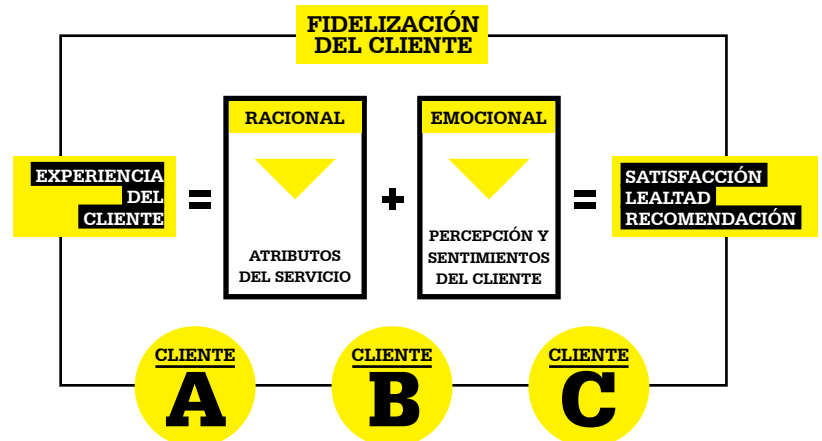 FIDELIZACIÓN
DEL CLIENTE
EXPERIENCIA
DEL
CLIENTE
=
RACIONAL
ATRIBUTOS
DEL SERVICIO
+
EMOCIONAL
PERCEPCIÓN Y
SENTIMIENTOS
DEL CLIENTE
=
SATISFACCIÓN
LEALTAD
RECOMENDACIÓN
CLIENTE
A
CLIENTE
B
CLIENTE
C